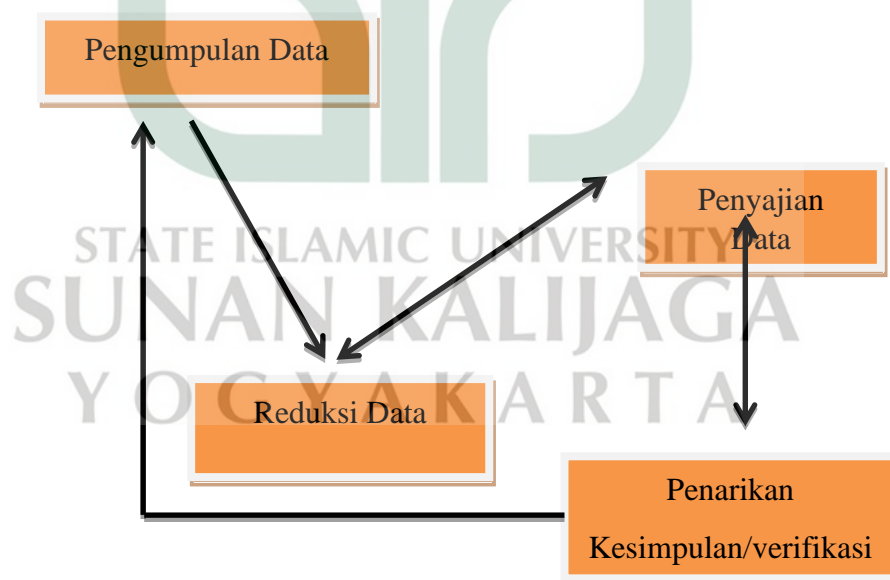 Pengumpulan Data
Penyajian
Data
STATE ISLAMIC UNIVERSITY
SUNAN KALIJAGA
YOGYAKARTA
Reduksi Data
Penarikan
Kesimpulan/verifikasi